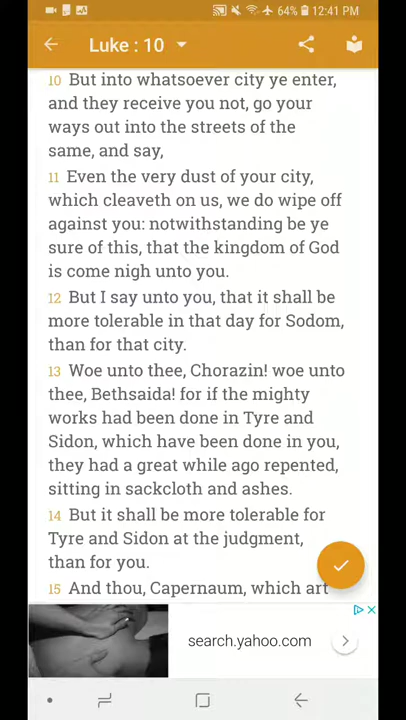 64% 12:41 PM
Luke : 10
10 But into whatsoever city ye enter,
and they receive you not, go your
ways out into the streets of the
same, and say,
11 Even the very dust of your city,
which cleaveth on us, we do wipe off
against you: notwithstanding be ye
sure of this, that the kingdom of God
is come nigh unto you.
12 But I say unto you, that it shall be
more tolerable in that day for Sodom,
than for that city.
13 Woe unto thee, Chorazin! woe unto
thee, Bethsaida! for if the mighty
works had been done in Tyre and
Sidon, which have been done in you,
they had a great while ago repented,
sitting in sackcloth and ashes.
14 But it shall be more tolerable for
Tyre and Sidon at the judgment,
than for you.
15 And thou, Capernaum, which art
search.yahoo.com